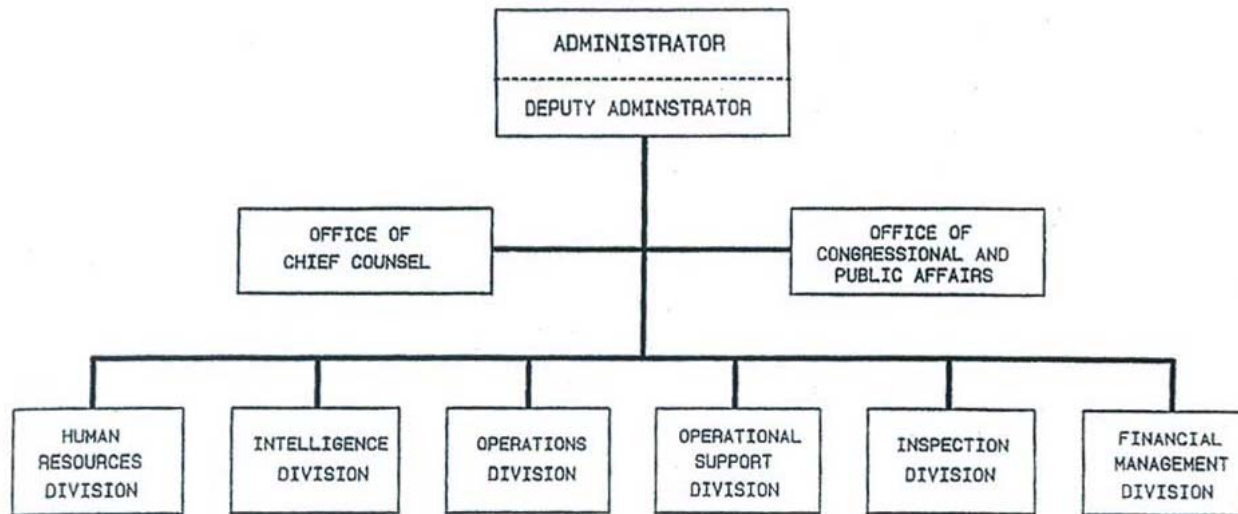 ADMINISTRATOR
DEPUTY ADMINSTRATOR
OFFICE OF
CHIEF COUNSEL
OFFICE OF
CONGRESSIONAL AND
PUBLIC AFFAIRS
HUMAN
RESOURCES
DIVISION
INTELLIGENCE
DIVISION
OPERATIONS
DIVISION
OPERATIONAL
SUPPORT
DIVISION
INSPECTION
DIVISION
FINANCIAL
MANAGEMENT
DIVISION